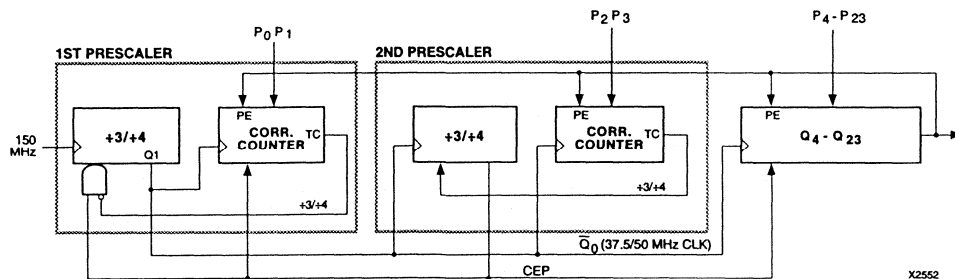 P0 P1
P2 P3
P4 - P23
1ST PRESCALER
2ND PRESCALER
150 MHz
+3/+4
Q1
PE
CORR. COUNTER
TC
+3/+4
+3/+4
PE
CORR. COUNTER
TC
+3/+4
PE
Q4 - Q23
Q̅0 (37.5/50 MHz CLK)
CEP
X2552